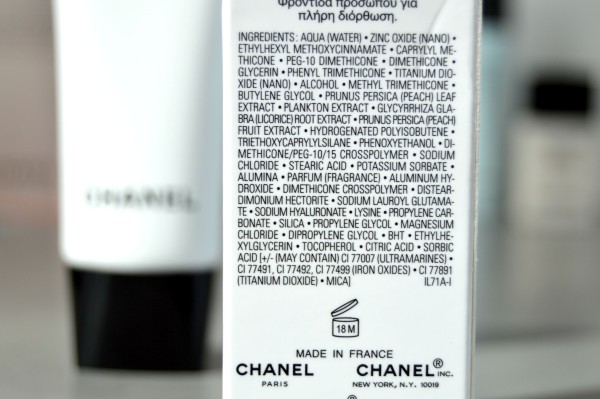 Φροντίδα προσώπου για
πλήρη διόρθωση.
INGREDIENTS: AQUA (WATER) • ZINC OXIDE (NANO) •
ETHYLHEXYL METHOXYCINNAMATE • CAPRYLYL ME-
THICONE • PEG-10 DIMETHICONE • DIMETHICONE •
GLYCERIN • PHENYL TRIMETHICONE • TITANIUM DIO-
XIDE (NANO) • ALCOHOL • METHYL TRIMETHICONE •
BUTYLENE GLYCOL • PRUNUS PERSICA (PEACH) LEAF
EXTRACT • PLANKTON EXTRACT • GLYCYRRHIZA GLA-
BRA (LICORICE) ROOT EXTRACT • PRUNUS PERSICA (PEACH)
FRUIT EXTRACT • HYDROGENATED POLYISOBUTENE •
TRIETHOXYCAPRYLYLSILANE • PHENOXYETHANOL • DI-
METHICONE/PEG-10/15 CROSSPOLYMER • SODIUM
CHLORIDE • STEARIC ACID • POTASSIUM SORBATE •
ALUMINA • PARFUM (FRAGRANCE) • ALUMINUM HY-
DROXIDE • DIMETHICONE CROSSPOLYMER • DISTEAR-
DIMONIUM HECTORITE • SODIUM LAUROYL GLUTAMA-
TE • SODIUM HYALURONATE • LYSINE • PROPYLENE CAR-
BONATE • SILICA • PROPYLENE GLYCOL • MAGNESIUM
CHLORIDE • DIPROPYLENE GLYCOL • BHT • ETHYLHE-
XYLGLYCERIN • TOCOPHEROL • CITRIC ACID • SORBIC
ACID [+/- (MAY CONTAIN) CI 77007 (ULTRAMARINES) •
CI 77491, CI 77492, CI 77499 (IRON OXIDES) • CI 77891
(TITANIUM DIOXIDE) • MICA] IL71A-I
18 M
MADE IN FRANCE
CHANEL CHANEL® INC.
PARIS NEW YORK, N.Y. 10019
®
CHANEL